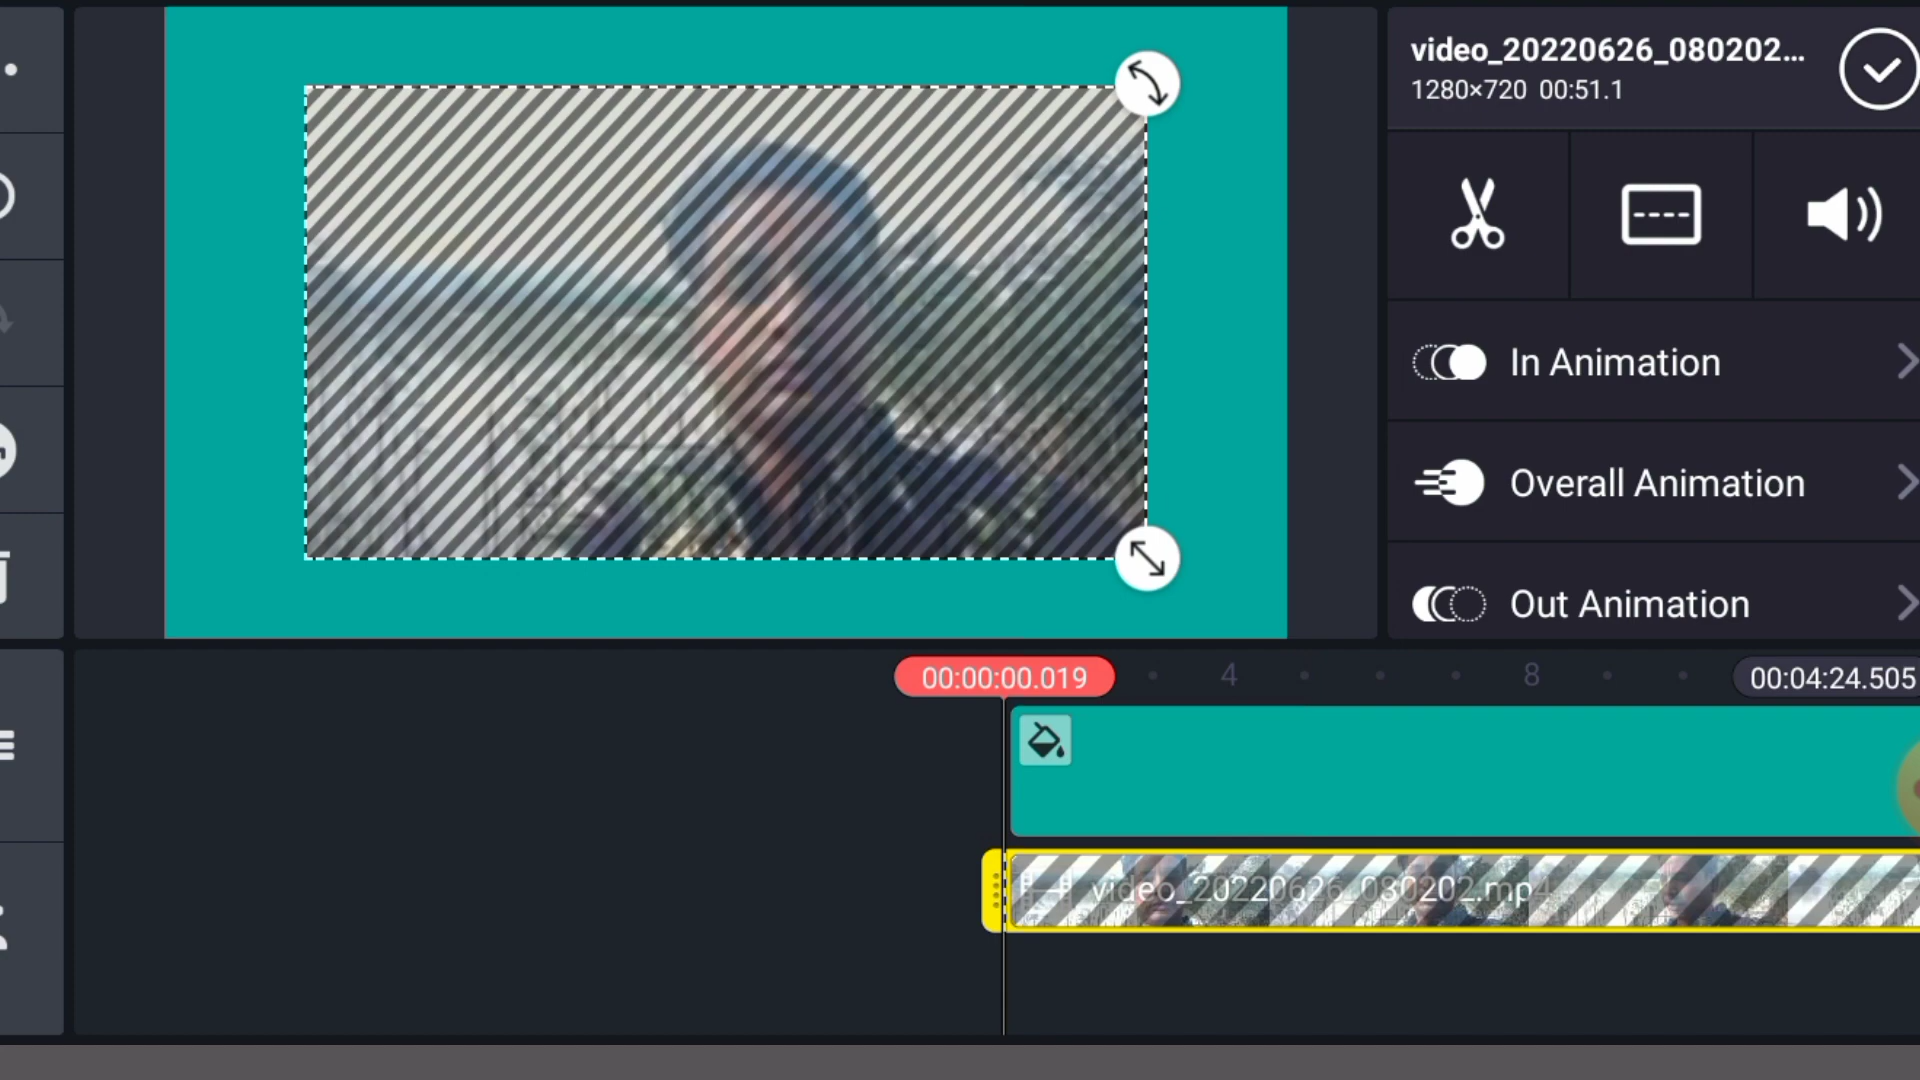 video_20220626_080202...
1280×720 00:51.1
In Animation
Overall Animation
Out Animation
00:00:00.019
4
8
00:04:24.505
video_20220626_080202.mp4